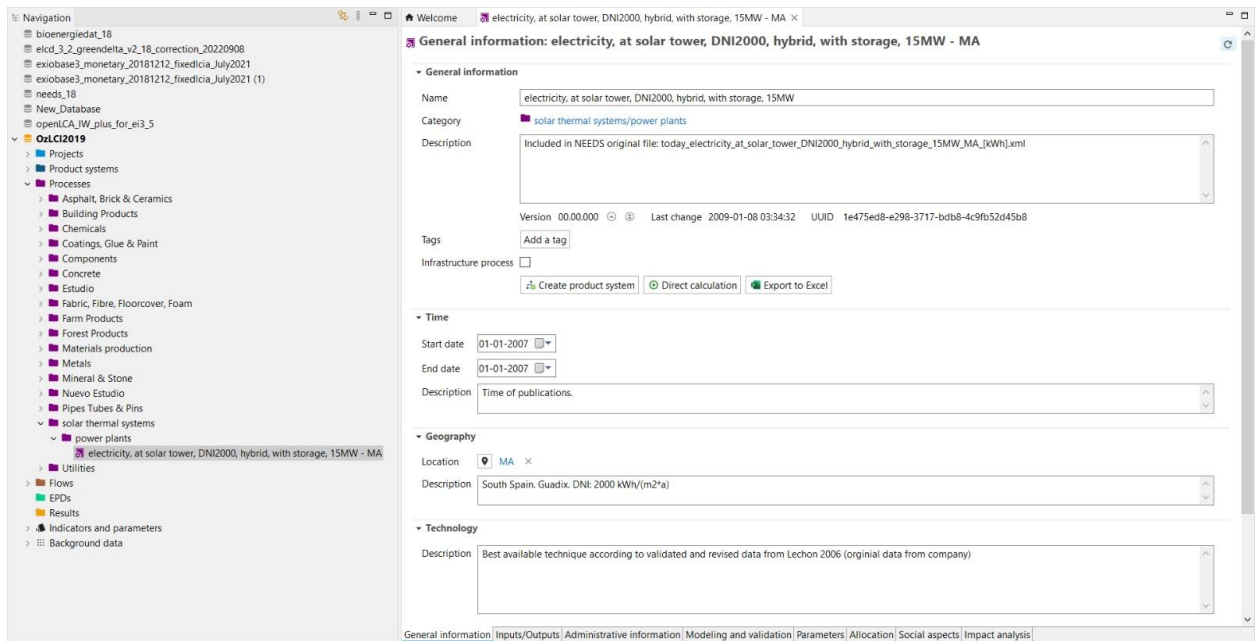 Navigation
bioenergiedat_18
elcd_3_2_greendelta_v2_18_correction_20220908
exiobase3_monetary_20181212_fixedlcia_July2021
exiobase3_monetary_20181212_fixedlcia_July2021 (1)
needs_18
New_Database
openLCA_IW_plus_for_ei3_5
OzLCI2019
Projects
Product systems
Processes
Asphalt, Brick & Ceramics
Building Products
Chemicals
Coatings, Glue & Paint
Components
Concrete
Estudio
Fabric, Fibre, Floorcover, Foam
Farm Products
Forest Products
Materials production
Metals
Mineral & Stone
Nuevo Estudio
Pipes Tubes & Pins
solar thermal systems
power plants
electricity, at solar tower, DNI2000, hybrid, with storage, 15MW - MA
Utilities
Flows
EPDs
Results
Indicators and parameters
Background data
Welcome
electricity, at solar tower, DNI2000, hybrid, with storage, 15MW - MA
General information: electricity, at solar tower, DNI2000, hybrid, with storage, 15MW - MA
General information
Name electricity, at solar tower, DNI2000, hybrid, with storage, 15MW
Category solar thermal systems/power plants
Description Included in NEEDS original file: today_electricity_at_solar_tower_DNI2000_hybrid_with_storage_15MW_MA_[kWh].xml
Version 00.00.000 Last change 2009-01-08 03:34:32 UUID 1e475ed8-e298-3717-bdb8-4c9fb52d45b8
Tags Add a tag
Infrastructure process
Create product system Direct calculation Export to Excel
Time
Start date 01-01-2007
End date 01-01-2007
Description Time of publications.
Geography
Location MA
Description South Spain. Guadix. DNI: 2000 kWh/(m2*a)
Technology
Description Best available technique according to validated and revised data from Lechon 2006 (orginial data from company)
General information Inputs/Outputs Administrative information Modeling and validation Parameters Allocation Social aspects Impact analysis